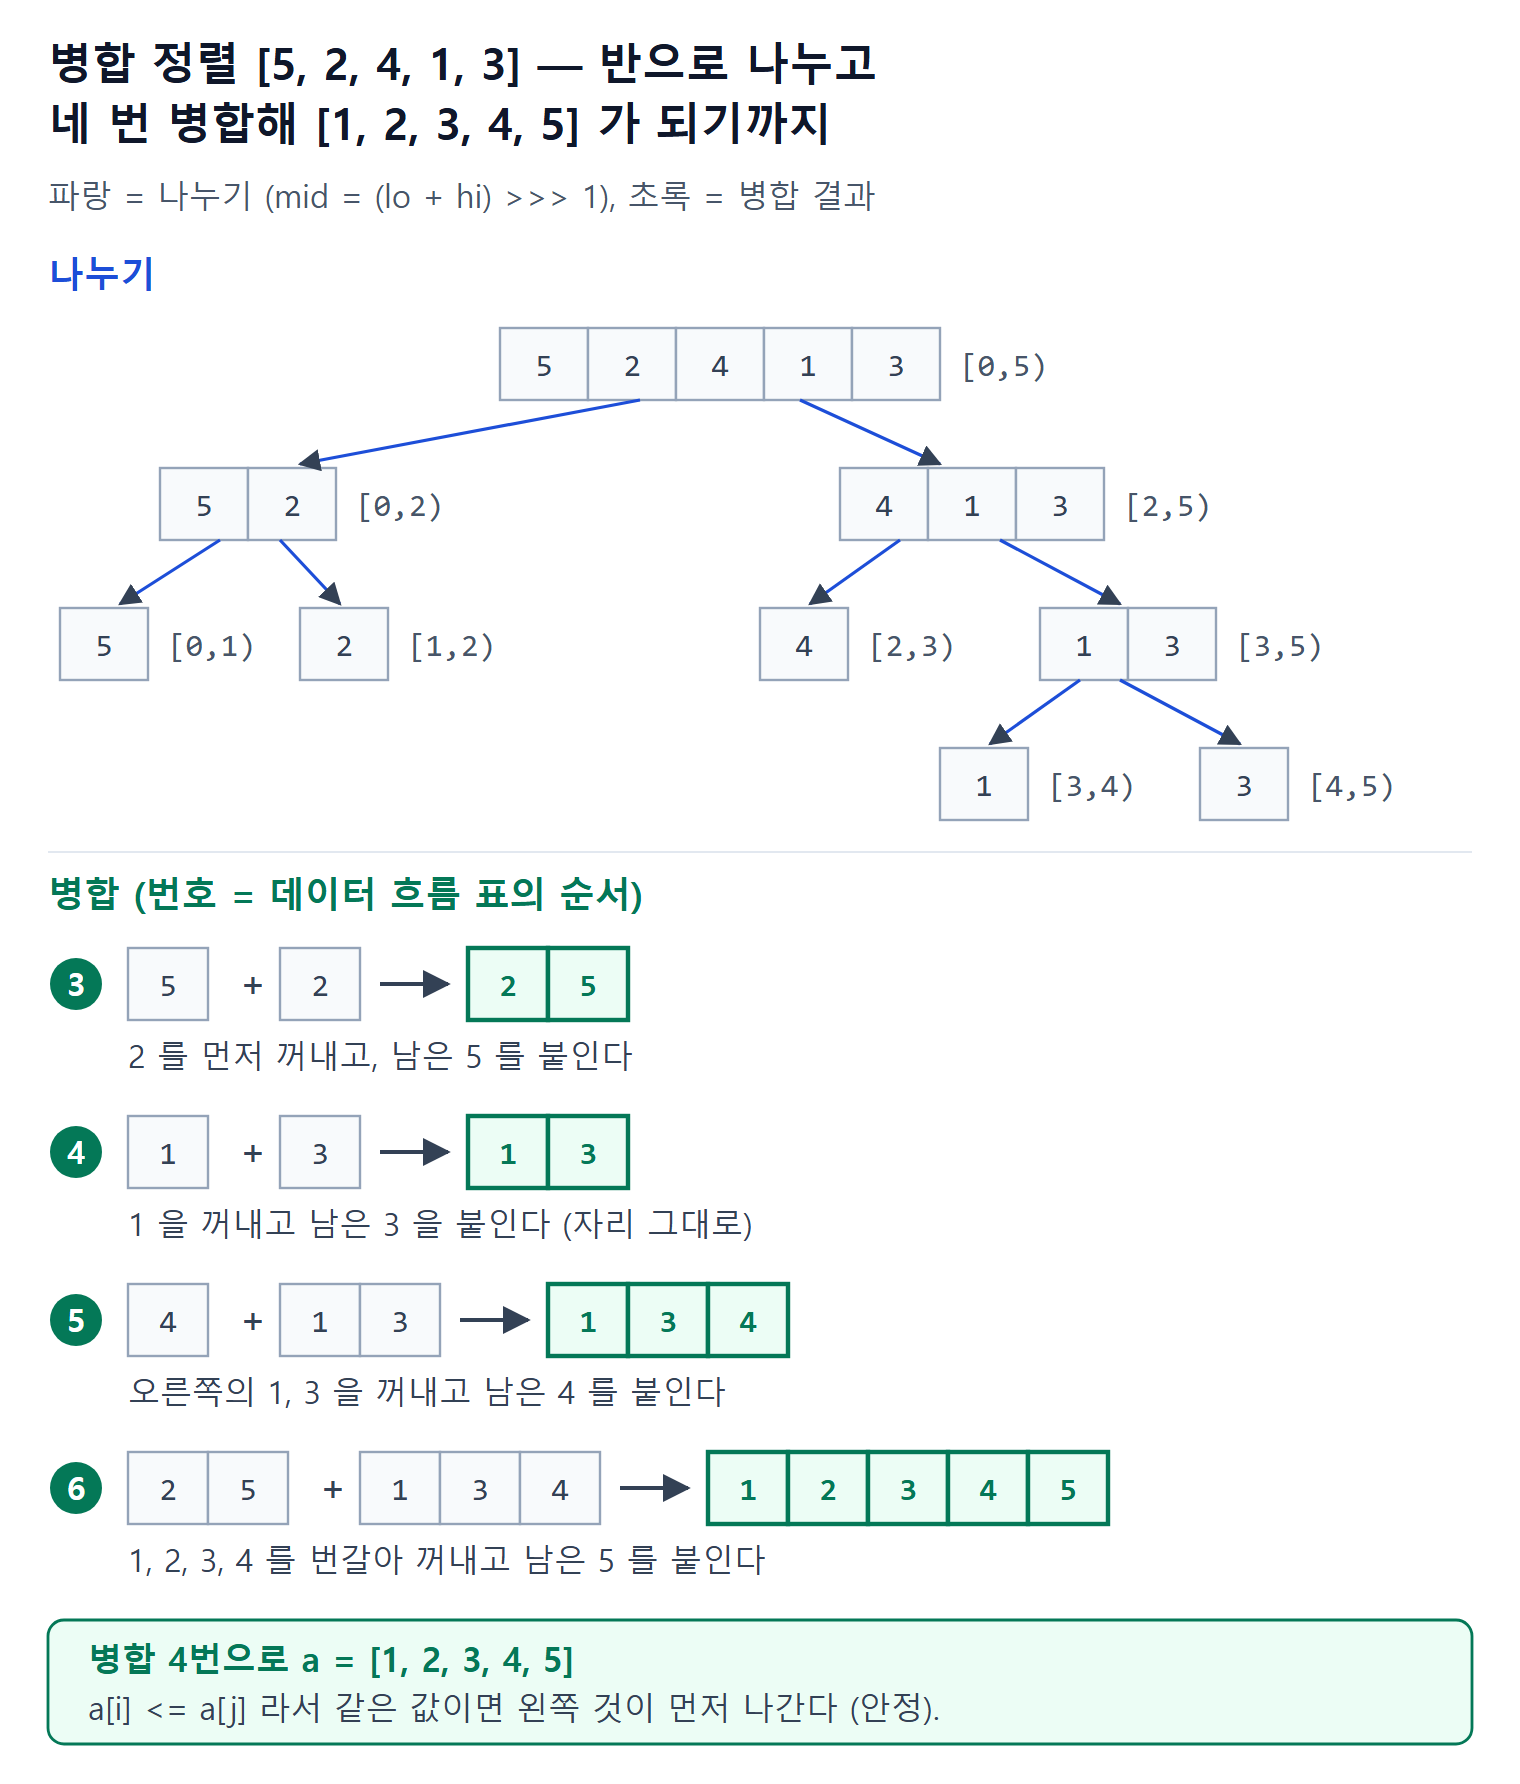 병합 정렬 [5, 2, 4, 1, 3] — 반으로 나누고
네 번 병합해 [1, 2, 3, 4, 5] 가 되기까지
파랑 = 나누기 (mid = (lo + hi) >>> 1), 초록 = 병합 결과
나누기
5 2 4 1 3 [0,5)
5 2 [0,2) 4 1 3 [2,5)
5 [0,1) 2 [1,2) 4 [2,3) 1 3 [3,5)
1 [3,4) 3 [4,5)
병합 (번호 = 데이터 흐름 표의 순서)
3 5 + 2 2 5
2 를 먼저 꺼내고, 남은 5 를 붙인다
4 1 + 3 1 3
1 을 꺼내고 남은 3 을 붙인다 (자리 그대로)
5 4 + 1 3 1 3 4
오른쪽의 1, 3 을 꺼내고 남은 4 를 붙인다
6 2 5 + 1 3 4 1 2 3 4 5
1, 2, 3, 4 를 번갈아 꺼내고 남은 5 를 붙인다
병합 4번으로 a = [1, 2, 3, 4, 5]
a[i] <= a[j] 라서 같은 값이면 왼쪽 것이 먼저 나간다 (안정).